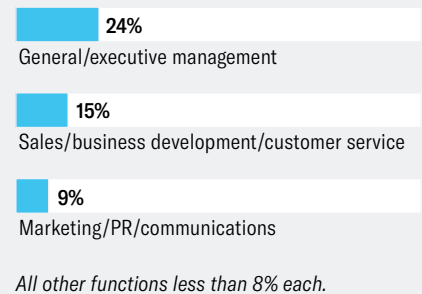 24%
General/executive management
15%
Sales/business development/customer service
9%
Marketing/PR/communications
All other functions less than 8% each.